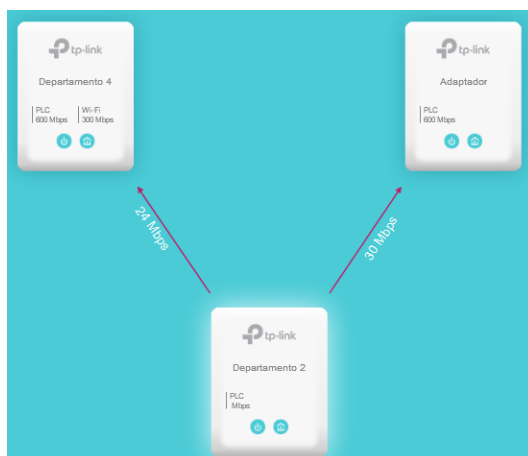 tp-link
Departamento 4
PLC
600 Mbps
Wi-Fi
300 Mbps
tp-link
Adaptador
PLC
600 Mbps
24 Mbps
30 Mbps
tp-link
Departamento 2
PLC
Mbps